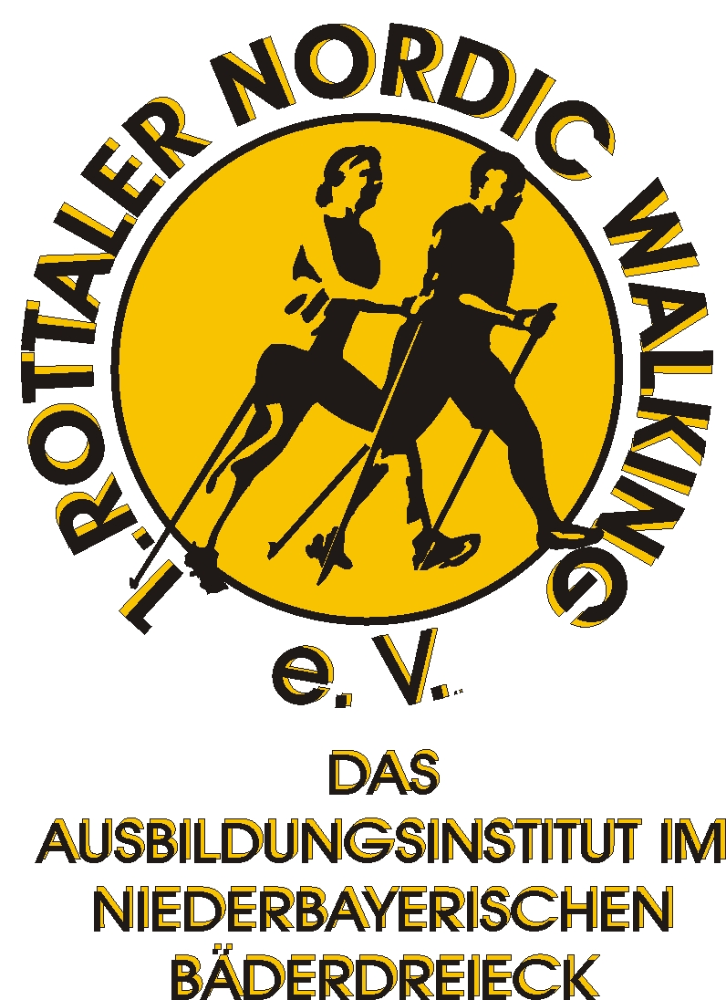 1. ROTTALER NORDIC WALKING
e. V.
DAS
AUSBILDUNGSINSTITUT IM
NIEDERBAYERISCHEN
BÄDERDREIECK